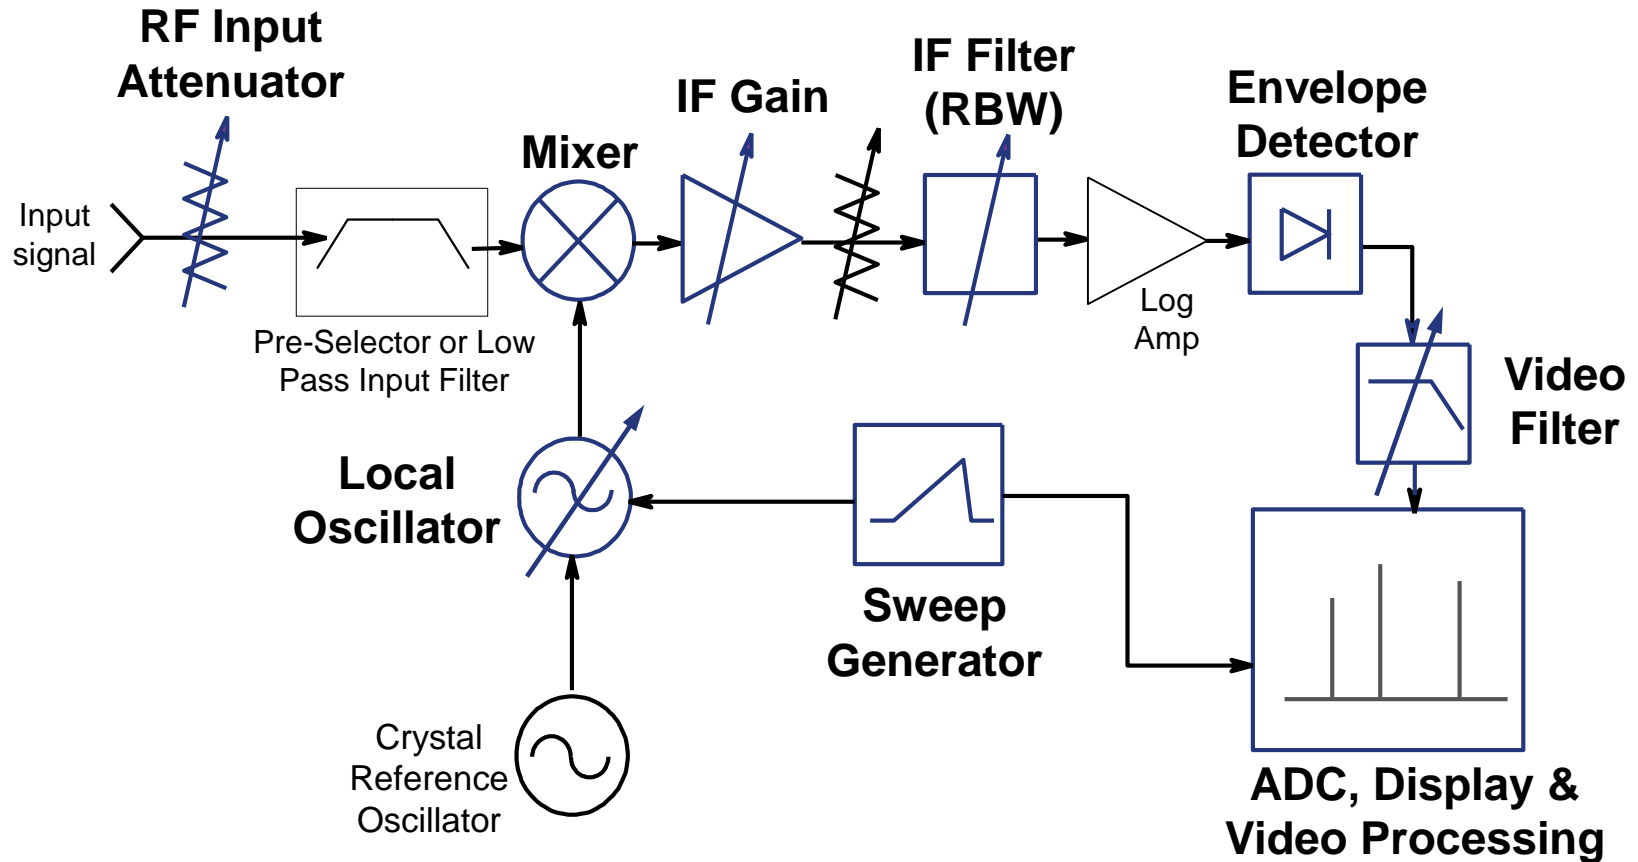 RF Input
Attenuator
Input
signal
Pre-Selector or Low
Pass Input Filter
Mixer
IF Gain
IF Filter
(RBW)
Log
Amp
Envelope
Detector
Video
Filter
Local
Oscillator
Sweep
Generator
Crystal
Reference
Oscillator
ADC, Display &
Video Processing